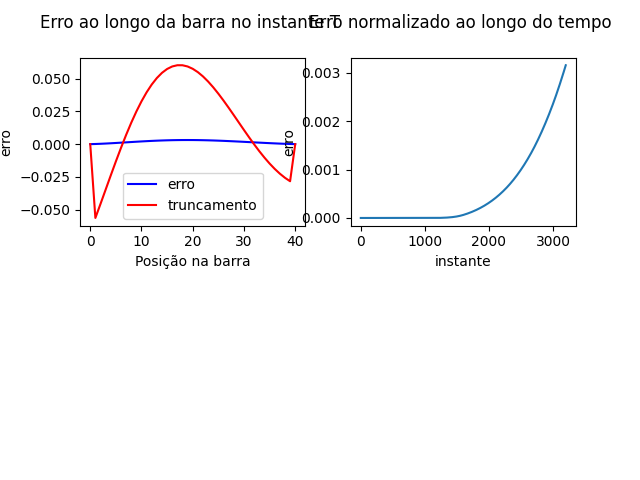 Erro ao longo da barra no instante T
Erro normalizado ao longo do tempo
0.050
0.025
0.000
−0.025
−0.050
erro
erro
truncamento
0
10
20
30
40
Posição na barra
0.003
0.002
0.001
0.000
erro
0
1000
2000
3000
instante